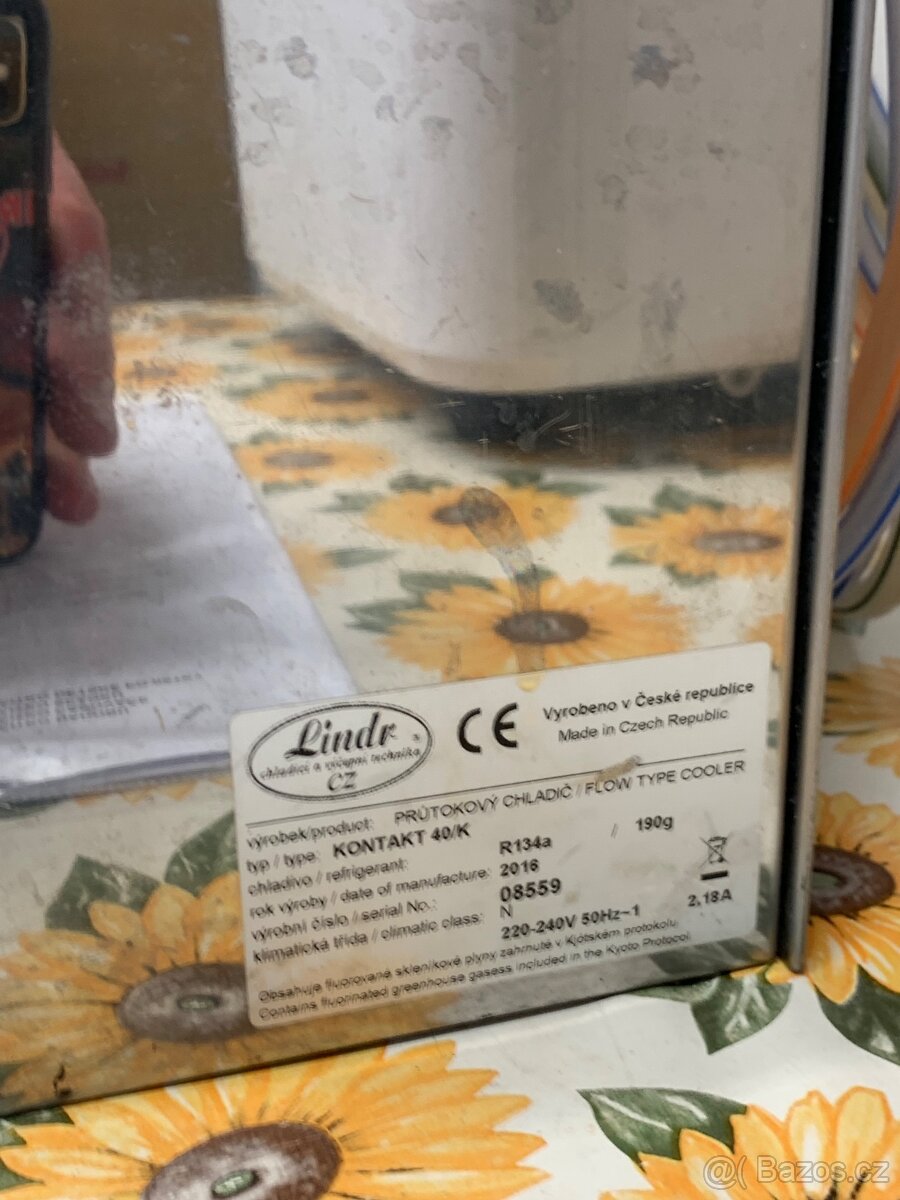 Lindr
chladící a výčepní technika
CZ
CE
Vyrobeno v České republice
Made in Czech Republic
výrobek/product: PRŮTOKOVÝ CHLADIČ / FLOW TYPE COOLER
typ / type: KONTAKT 40/K
chladivo / refrigerant: R134a / 190g
rok výroby / date of manufacture: 2016
výrobní číslo / serial No.: 08559
klimatická třída / climatic class: N
220-240V 50Hz~1 2,18A
Obsahuje fluorované skleníkové plyny zahrnuté v Kjótském protokolu.
Contains fluorinated greenhouse gasess included in the Kyoto Protocol.
@( Bazos.cz